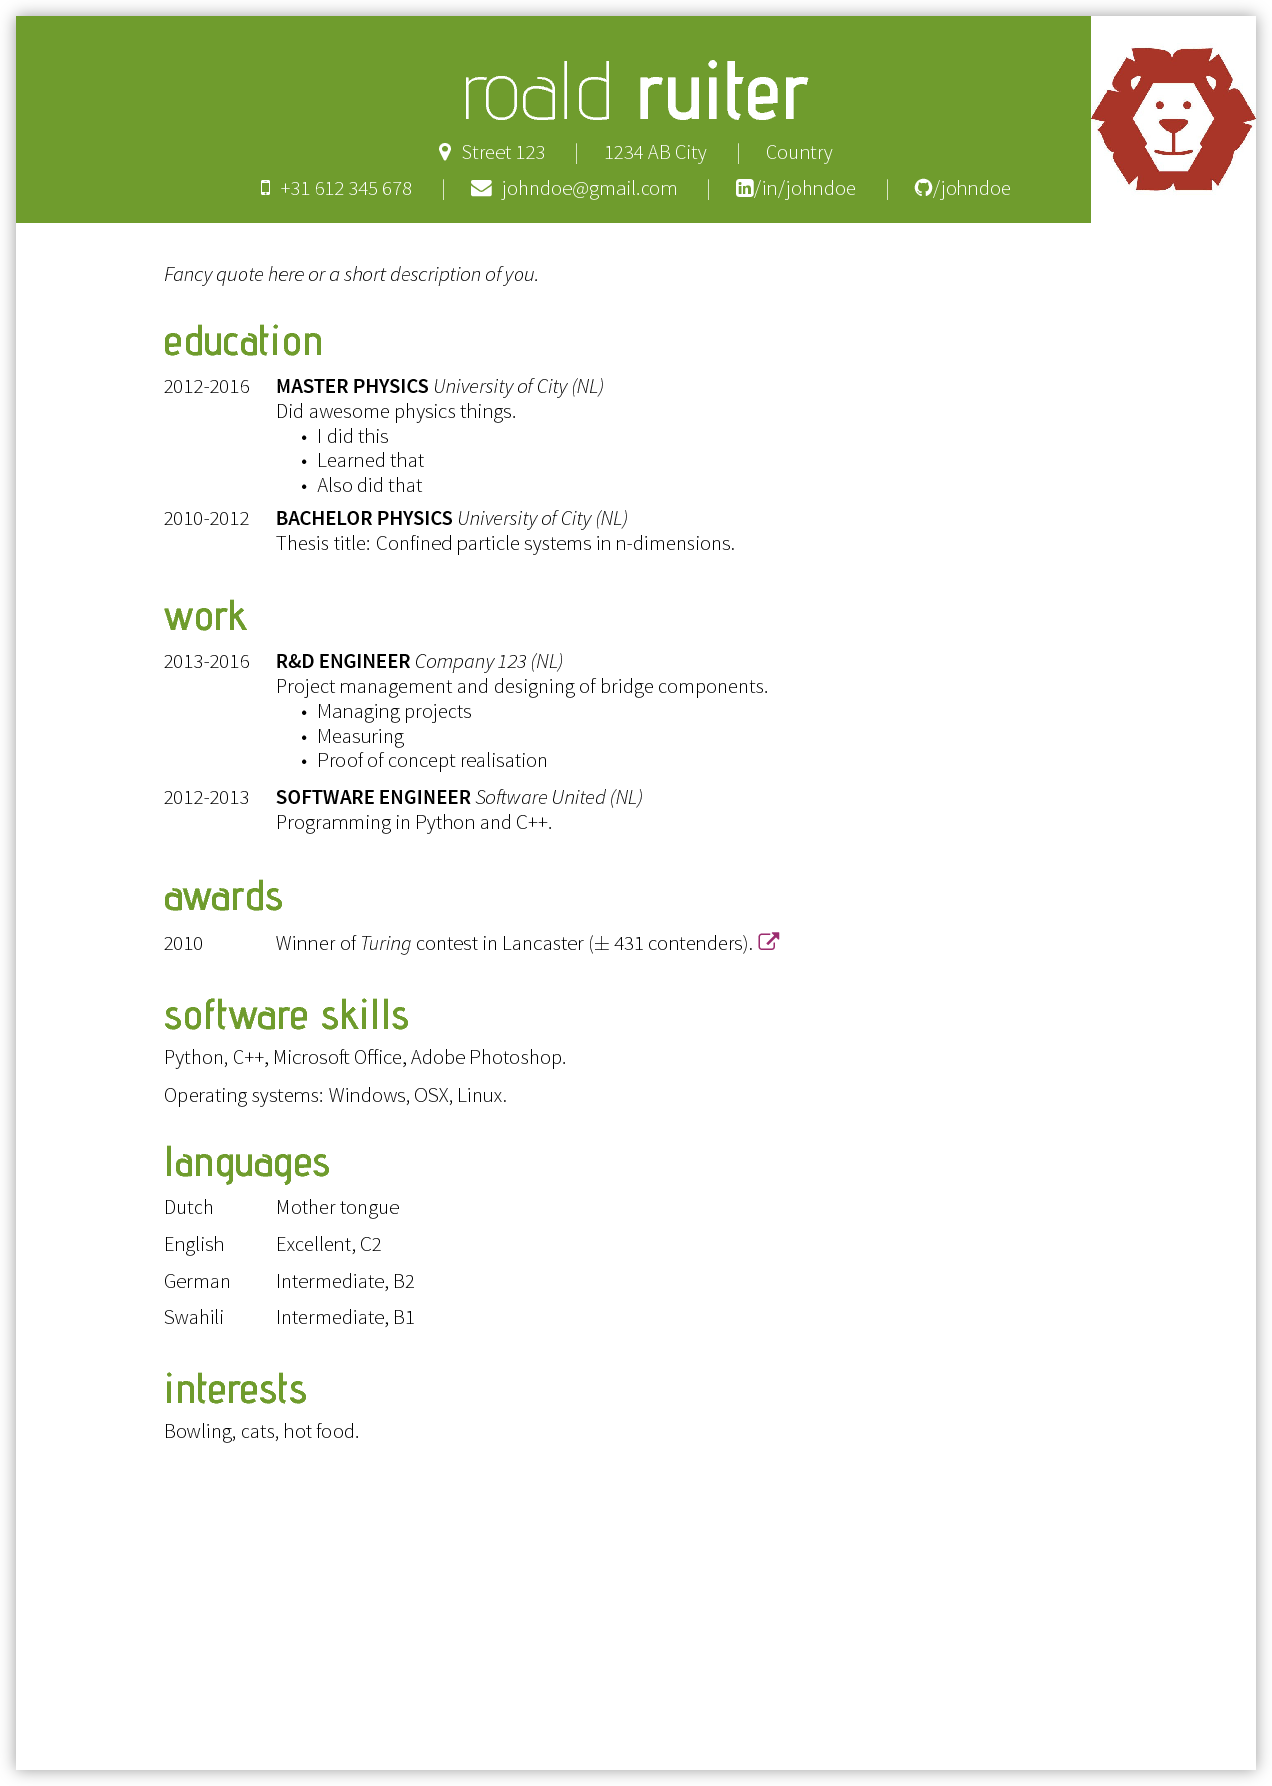 roald ruiter
Street 123 | 1234 AB City | Country
+31 612 345 678 | johndoe@gmail.com | /in/johndoe | /johndoe
Fancy quote here or a short description of you.
education
2012-2016 MASTER PHYSICS University of City (NL)
Did awesome physics things.
• I did this
• Learned that
• Also did that
2010-2012 BACHELOR PHYSICS University of City (NL)
Thesis title: Confined particle systems in n-dimensions.
work
2013-2016 R&D ENGINEER Company 123 (NL)
Project management and designing of bridge components.
• Managing projects
• Measuring
• Proof of concept realisation
2012-2013 SOFTWARE ENGINEER Software United (NL)
Programming in Python and C++.
awards
2010 Winner of Turing contest in Lancaster (± 431 contenders).
software skills
Python, C++, Microsoft Office, Adobe Photoshop.
Operating systems: Windows, OSX, Linux.
languages
Dutch Mother tongue
English Excellent, C2
German Intermediate, B2
Swahili Intermediate, B1
interests
Bowling, cats, hot food.